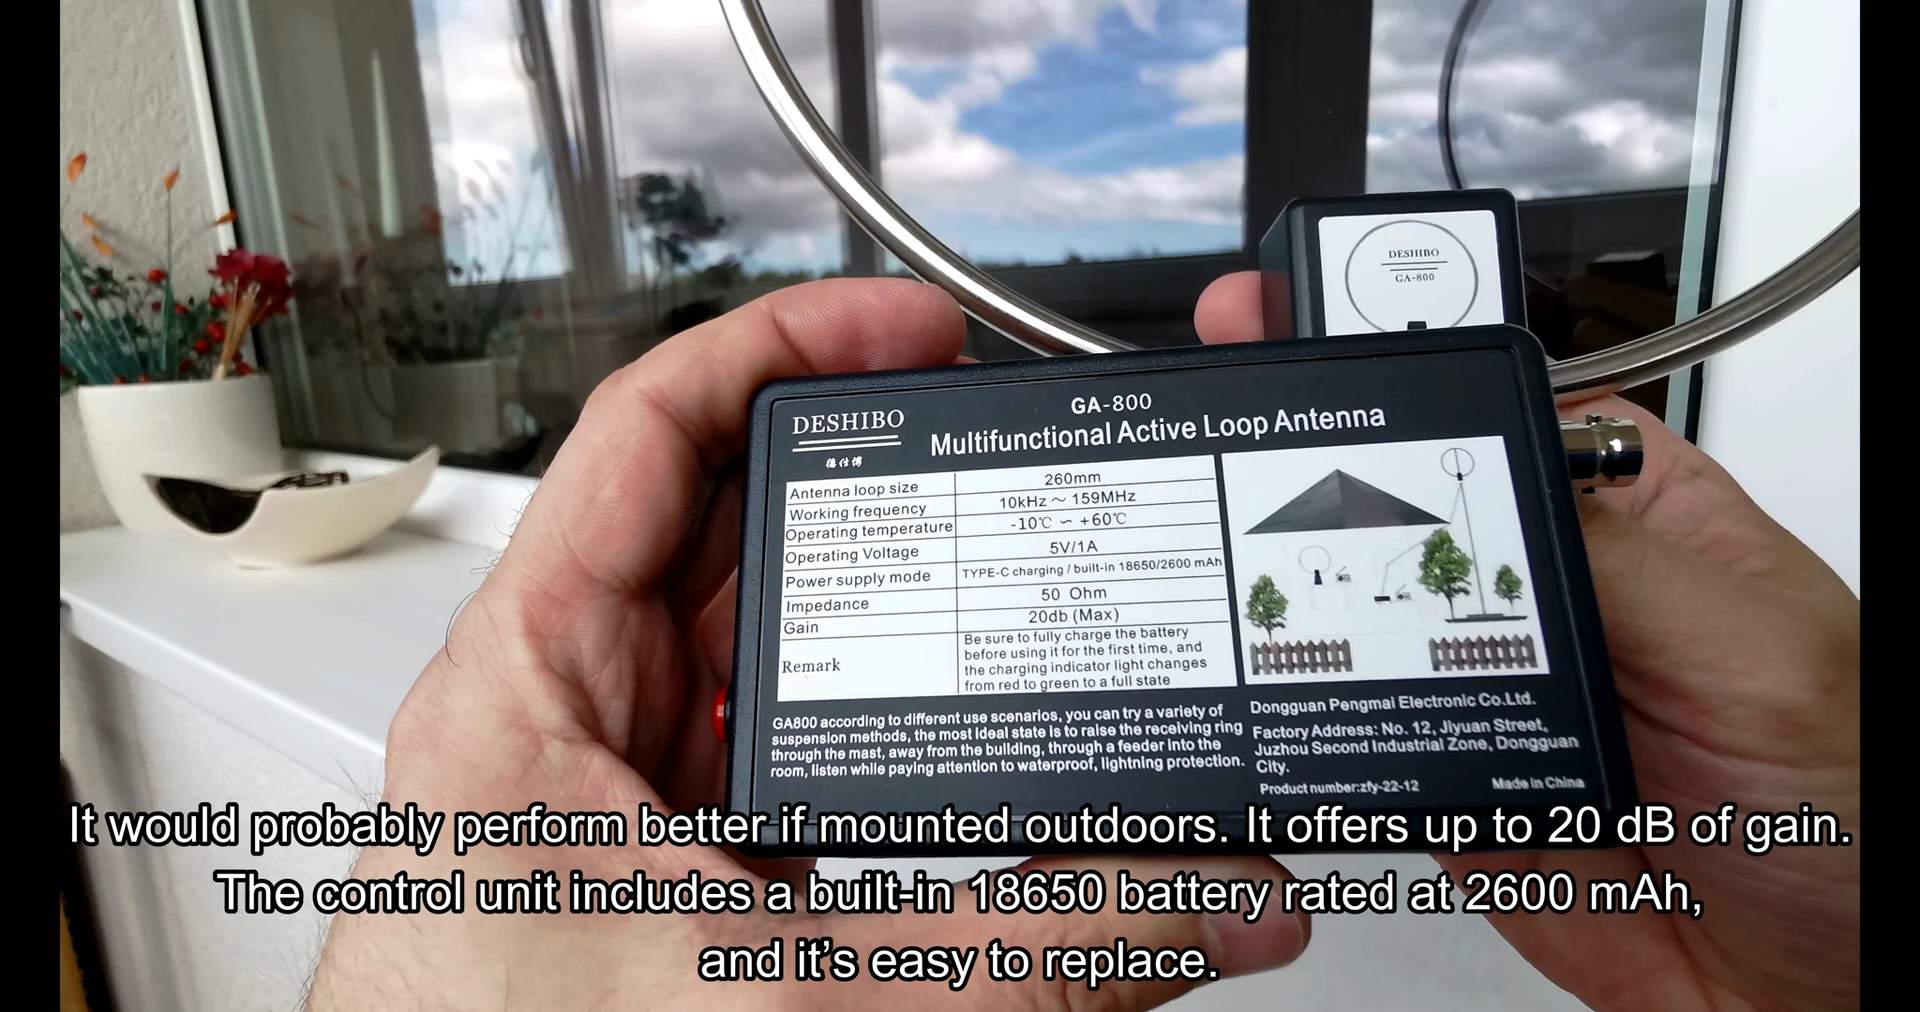 DESHIBO
GA-800
DESHIBO
德仕博
GA-800
Multifunctional Active Loop Antenna
Antenna loop size 260mm
Working frequency 10kHz ~ 159MHz
Operating temperature -10℃ ~ +60℃
Operating Voltage 5V/1A
Power supply mode TYPE-C charging / built-in 18650/2600 mAh
Impedance 50 Ohm
Gain 20db (Max)
Remark
Be sure to fully charge the battery
before using it for the first time, and
the charging indicator light changes
from red to green to a full state
GA800 according to different use scenarios, you can try a variety of
suspension methods, the most ideal state is to raise the receiving ring
through the mast, away from the building, through a feeder into the
room, listen while paying attention to waterproof, lightning protection.
Dongguan Pengmai Electronic Co.Ltd.
Factory Address: No. 12, Jiyuan Street,
Juzhou Second Industrial Zone, Dongguan
City.
Product number:zfy-22-12 Made in China
It would probably perform better if mounted outdoors. It offers up to 20 dB of gain.
The control unit includes a built-in 18650 battery rated at 2600 mAh,
and it's easy to replace.